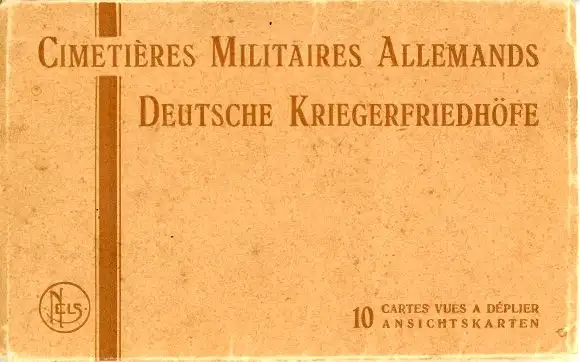 CIMETIÈRES MILITAIRES ALLEMANDS
DEUTSCHE KRIEGERFRIEDHÖFE
NELS
10 CARTES VUES A DÉPLIER
ANSICHTSKARTEN